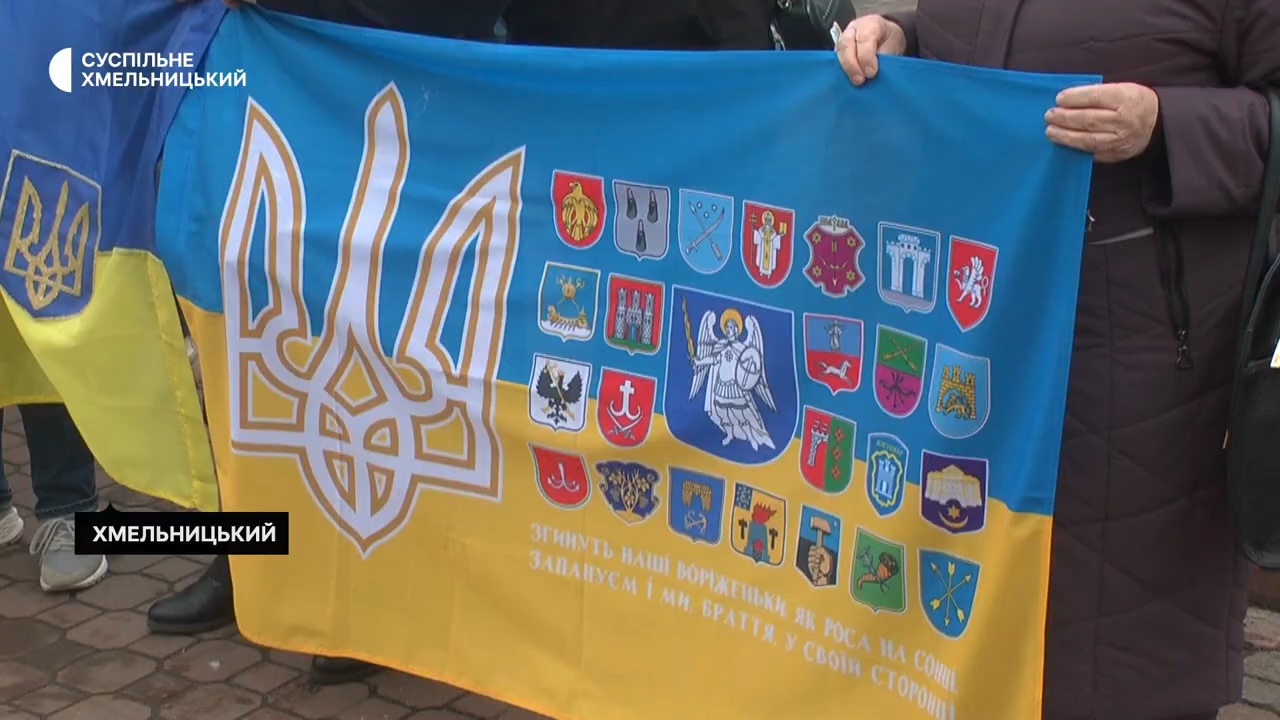 СУСПІЛЬНЕ
ХМЕЛЬНИЦЬКИЙ
ХМЕЛЬНИЦЬКИЙ
ЗГИНУТЬ НАШІ ВОРІЖЕНЬКИ, ЯК РОСА НА СОНЦІ.
ЗАПАНУЄМ І МИ, БРАТТЯ, У СВОЇЙ СТОРОНЦІ